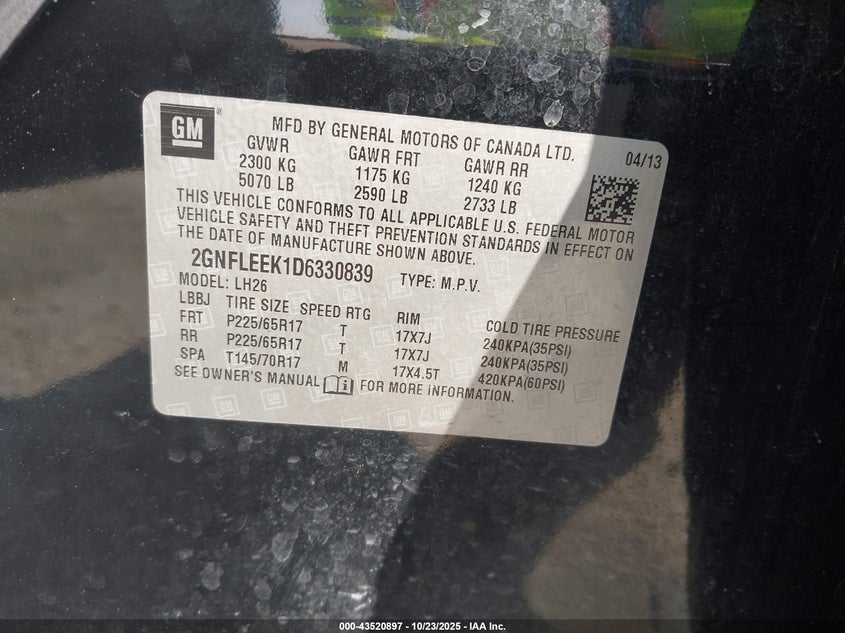 GM ®
MFD BY GENERAL MOTORS OF CANADA LTD. 04/13
GVWR GAWR FRT GAWR RR
2300 KG 1175 KG 1240 KG
5070 LB 2590 LB 2733 LB
THIS VEHICLE CONFORMS TO ALL APPLICABLE U.S. FEDERAL MOTOR
VEHICLE SAFETY AND THEFT PREVENTION STANDARDS IN EFFECT ON
THE DATE OF MANUFACTURE SHOWN ABOVE.
2GNFLEEK1D6330839 TYPE: M.P.V.
MODEL: LH26
LBBJ TIRE SIZE SPEED RTG RIM COLD TIRE PRESSURE
FRT P225/65R17 T 17X7J 240KPA(35PSI)
RR P225/65R17 T 17X7J 240KPA(35PSI)
SPA T145/70R17 M 17X4.5T 420KPA(60PSI)
SEE OWNER'S MANUAL FOR MORE INFORMATION.
000-43520897 - 10/23/2025 - IAA Inc.